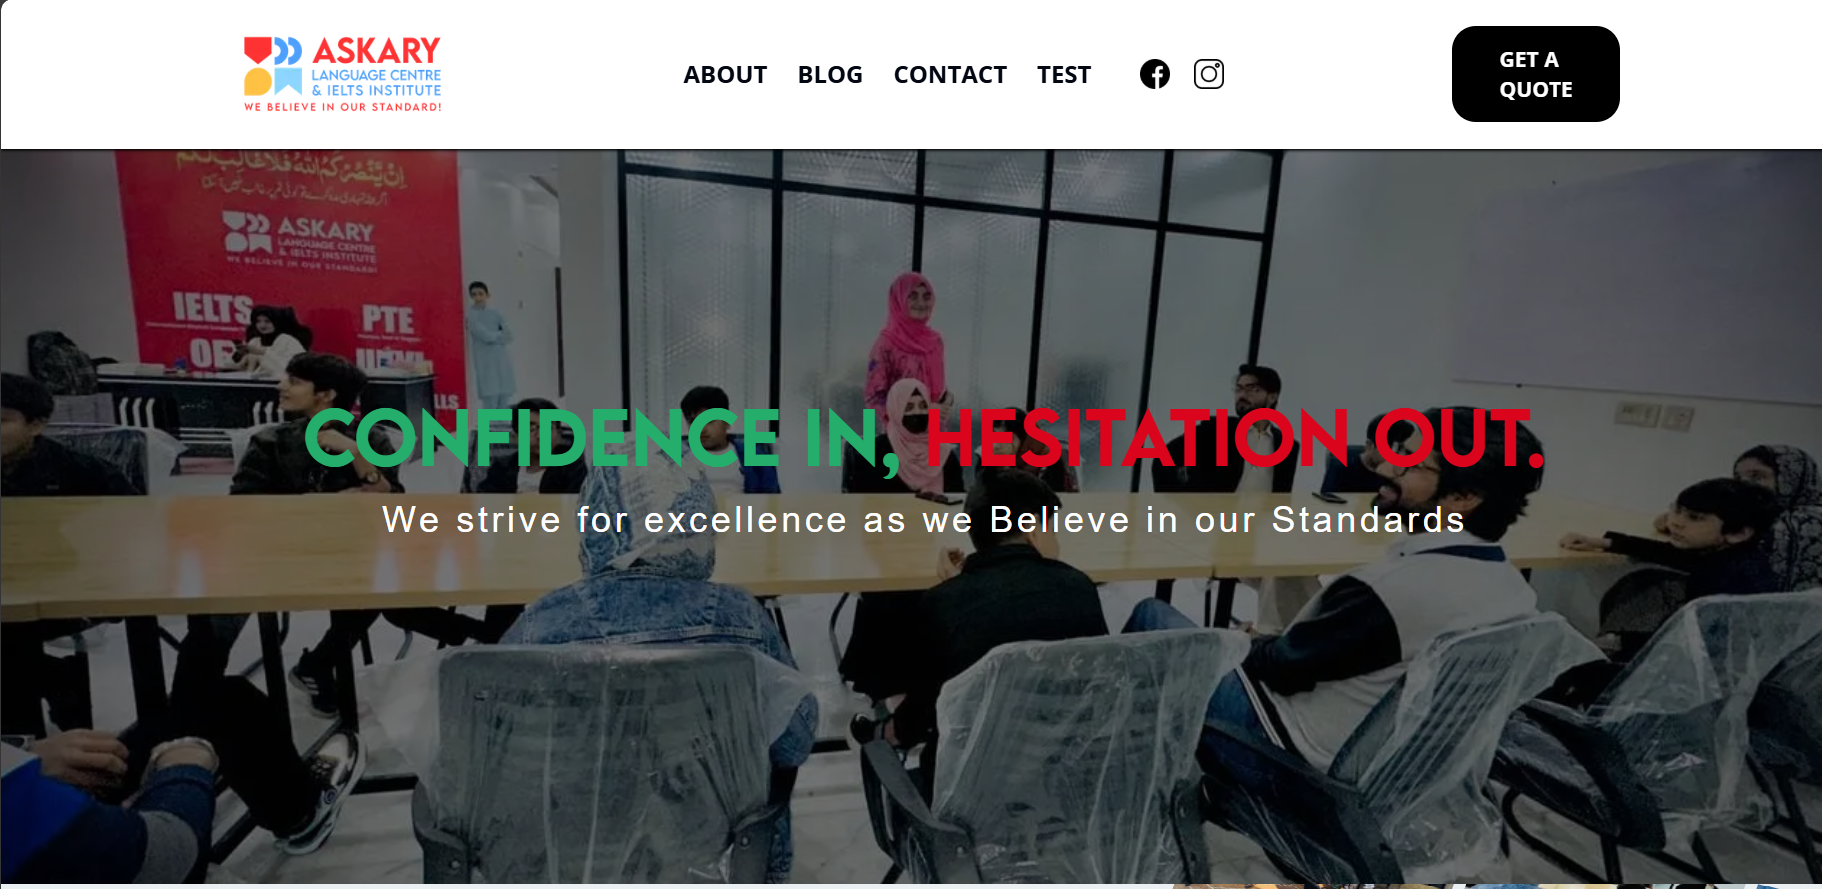 ASKARY
LANGUAGE CENTRE
& IELTS INSTITUTE
WE BELIEVE IN OUR STANDARD!
ABOUT BLOG CONTACT TEST
GET A
QUOTE
ASKARY
LANGUAGE CENTRE
& IELTS INSTITUTE
WE BELIEVE IN OUR STANDARD!
IELTS
PTE
CONFIDENCE IN, HESITATION OUT.
We strive for excellence as we Believe in our Standards